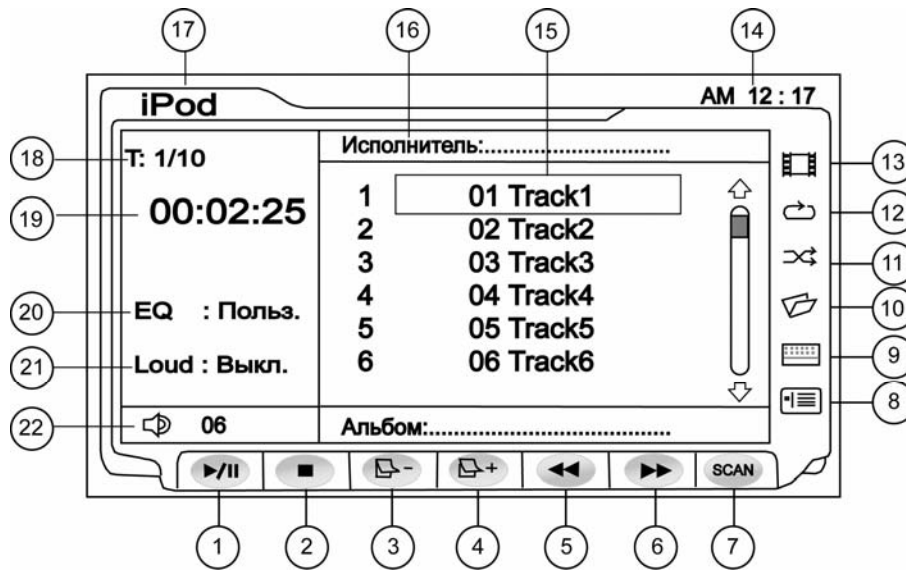 17 16 15 14
iPod
AM 12 : 17
18
T: 1/10
Исполнитель:..............................
13
19
00:02:25
1 01 Track1
12
2 02 Track2
3 03 Track3
11
20
EQ : Польз.
4 04 Track4
10
5 05 Track5
21
Loud : Выкл.
6 06 Track6
9
8
22
06
Альбом:.......................................
- + SCAN
1 2 3 4 5 6 7